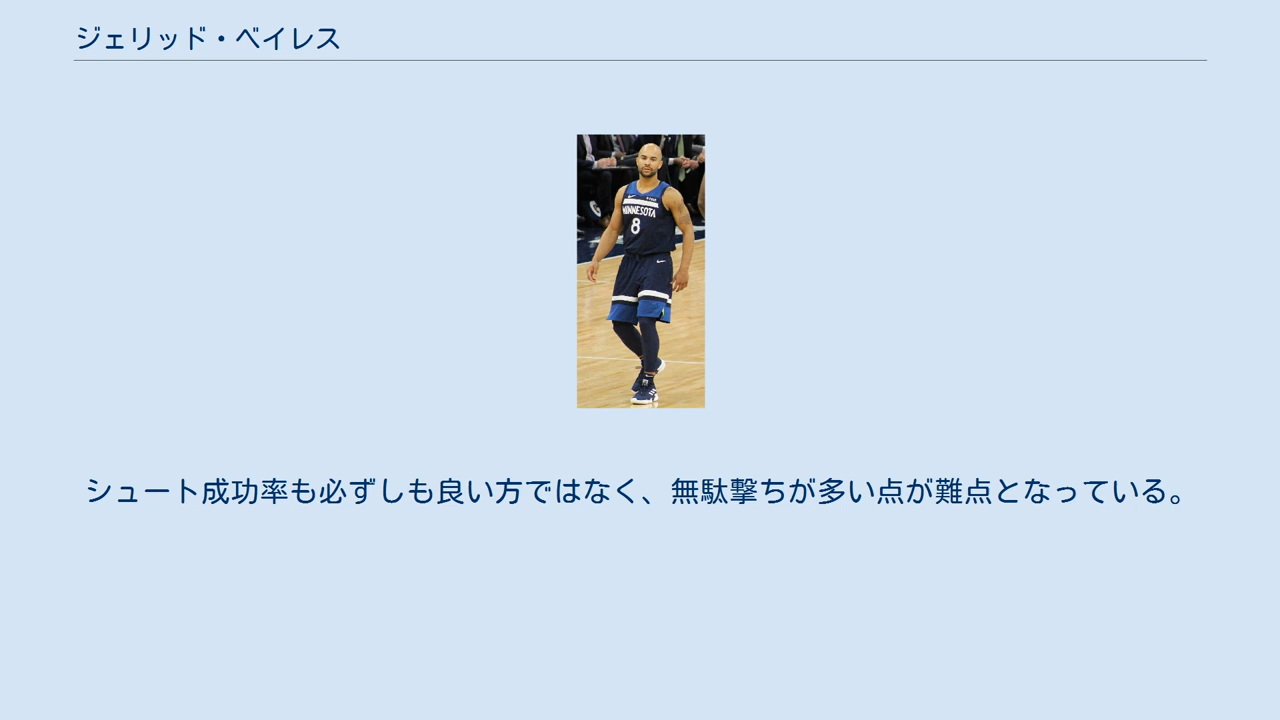 ジェリッド・ベイレス
MINNESOTA
8
シュート成功率も必ずしも良い方ではなく、無駄撃ちが多い点が難点となっている。